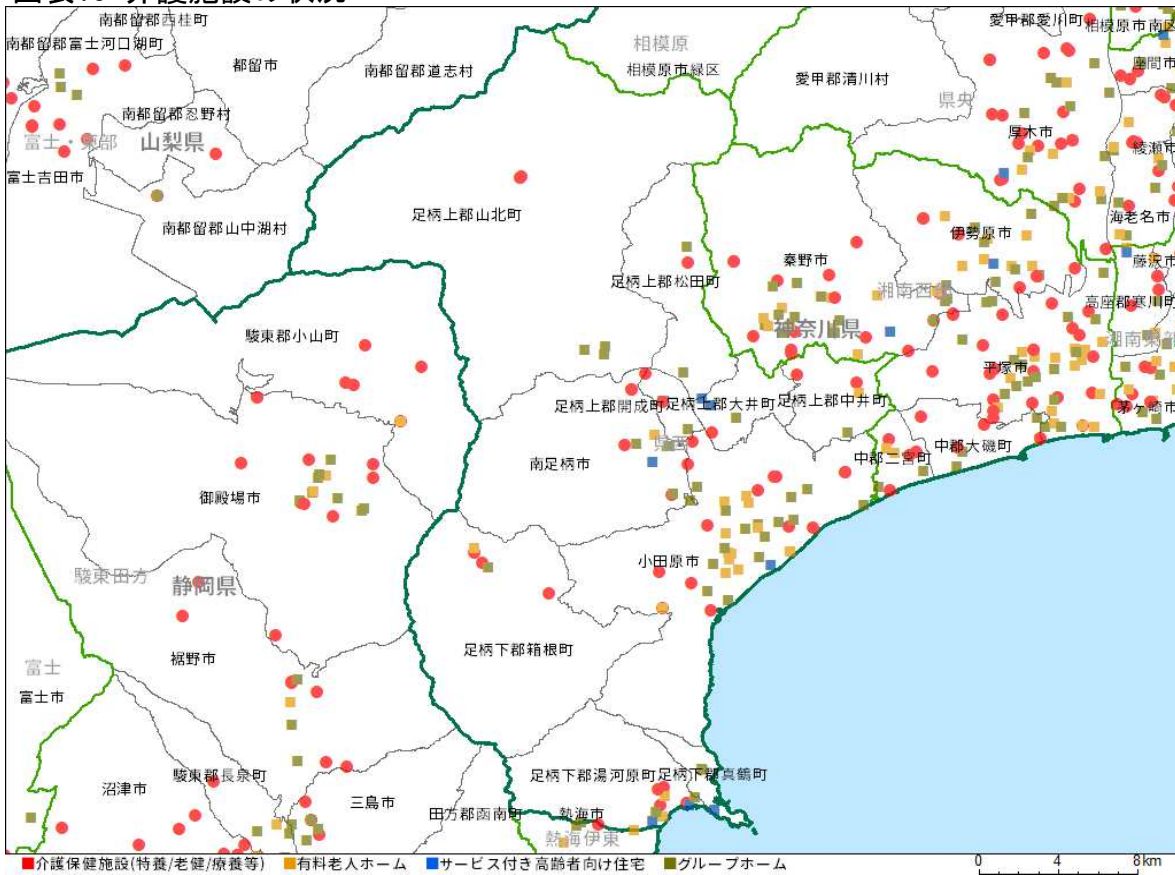 南都留郡西桂町
南都留郡富士河口湖町
都留市
南都留郡道志村
相模原
相模原市緑区
愛甲郡愛川町
相模原市南区
座間市
愛甲郡清川村
県央
厚木市
綾瀬市
南都留郡忍野村
富士・東部
山梨県
富士吉田市
南都留郡山中湖村
足柄上郡山北町
足柄上郡松田町
秦野市
伊勢原市
海老名市
藤沢市
湘南西部
高座郡寒川町
神奈川県
湘南東部
駿東郡小山町
平塚市
茅ケ崎市
足柄上郡開成町
足柄上郡大井町
足柄上郡中井町
県西
南足柄市
中郡二宮町
中郡大磯町
御殿場市
小田原市
駿東田方
静岡県
足柄下郡箱根町
裾野市
富士
富士市
沼津市
駿東郡長泉町
三島市
田方郡函南町
足柄下郡湯河原町
足柄下郡真鶴町
熱海市
熱海伊東
介護保健施設(特養/老健/療養等)
有料老人ホーム
サービス付き高齢者向け住宅
グループホーム
0 4 8km